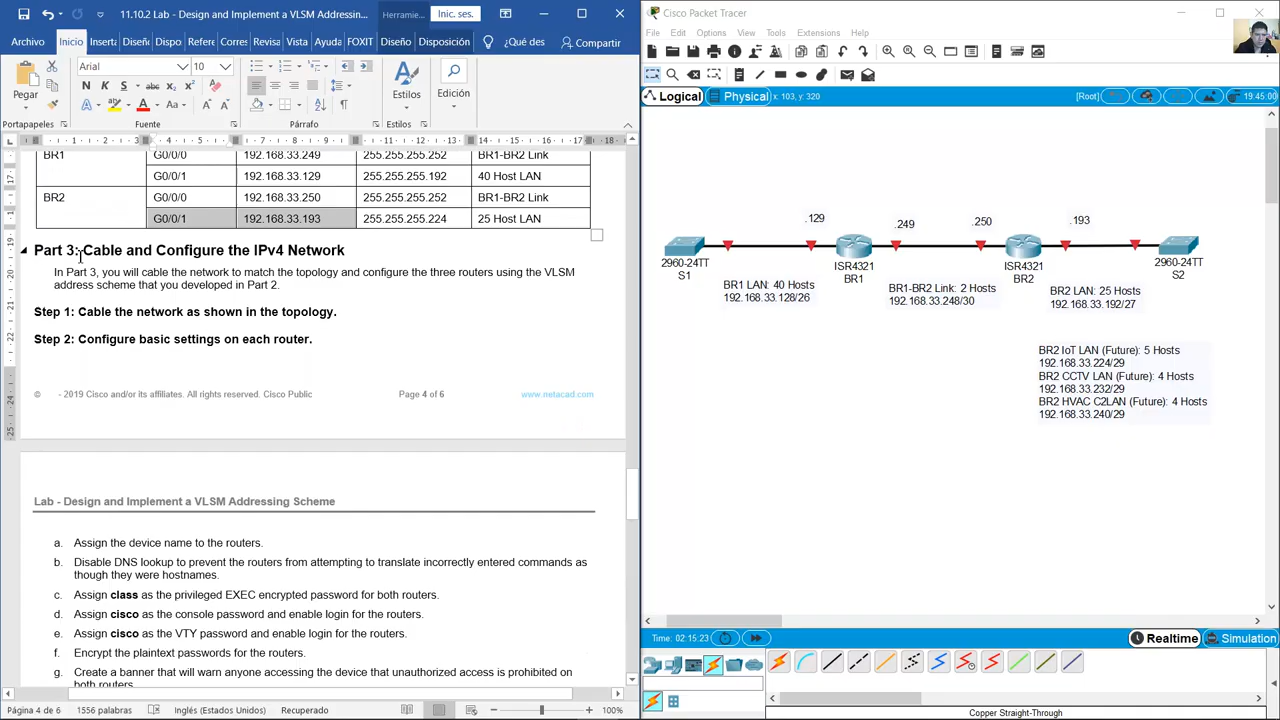 11.10.2 Lab - Design and Implement a VLSM Addressin...
Herramie...
Inic. ses.
Archivo
Inicio
Refere
Corres
Revisa
Vista
FOXIT
Diseño
Disposición
¿Qué des
Compartir
Arial
10
Pegar
Estilos
Edición
Portapapeles
Fuente
Párrafo
Estilos
BR1
G0/0/0
192.168.33.249
255.255.255.252
BR1-BR2 Link
G0/0/1
192.168.33.129
255.255.255.192
40 Host LAN
BR2
G0/0/0
192.168.33.250
255.255.255.252
BR1-BR2 Link
G0/0/1
192.168.33.193
255.255.255.224
25 Host LAN
Part 3: Cable and Configure the IPv4 Network
In Part 3, you will cable the network to match the topology and configure the three routers using the VLSM
address scheme that you developed in Part 2.
Step 1: Cable the network as shown in the topology.
Step 2: Configure basic settings on each router.
© - 2019 Cisco and/or its affiliates. All rights reserved. Cisco Public
Page 4 of 6
www.netacad.com
Lab - Design and Implement a VLSM Addressing Scheme
a. Assign the device name to the routers.
b. Disable DNS lookup to prevent the routers from attempting to translate incorrectly entered commands as
though they were hostnames.
c. Assign class as the privileged EXEC encrypted password for both routers.
d. Assign cisco as the console password and enable login for the routers.
e. Assign cisco as the VTY password and enable login for the routers.
Encrypt the plaintext passwords for the routers.
g. Create a banner that will warn anyone accessing the device that unauthorized access is prohibited on
both routers.
Página 4 de 6
1556 palabras
Inglés (Estados Unidos)
Recuperado
100%
Cisco Packet Tracer
File Edit Options View Tools Extensions Help
Logical
Physical
x: 103, y: 320
[Root]
19:45:00
.129
.249
.250
.193
2960-24TT
S1
ISR4321
BR1
ISR4321
BR2
2960-24TT
S2
BR1 LAN: 40 Hosts
192.168.33.128/26
BR1-BR2 Link: 2 Hosts
192.168.33.248/30
BR2 LAN: 25 Hosts
192.168.33.192/27
BR2 IoT LAN (Future): 5 Hosts
192.168.33.224/29
BR2 CCTV LAN (Future): 4 Hosts
192.168.33.232/29
BR2 HVAC C2LAN (Future): 4 Hosts
192.168.33.240/29
Time: 02:15:23
Realtime
Simulation
Copper Straight-Through